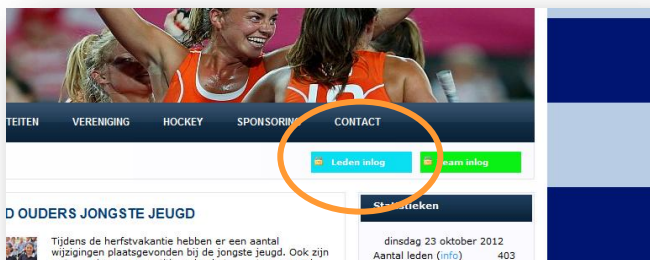 TEITEN VERENIGING HOCKEY SPONSORING CONTACT
Leden inlog
Team inlog
D OUDERS JONGSTE JEUGD
Tijdens de herfstvakantie hebben er een aantal
wijzigingen plaatsgevonden bij de jongste jeugd. Ook zijn
Statistieken
dinsdag 23 oktober 2012
Aantal leden (info) 403